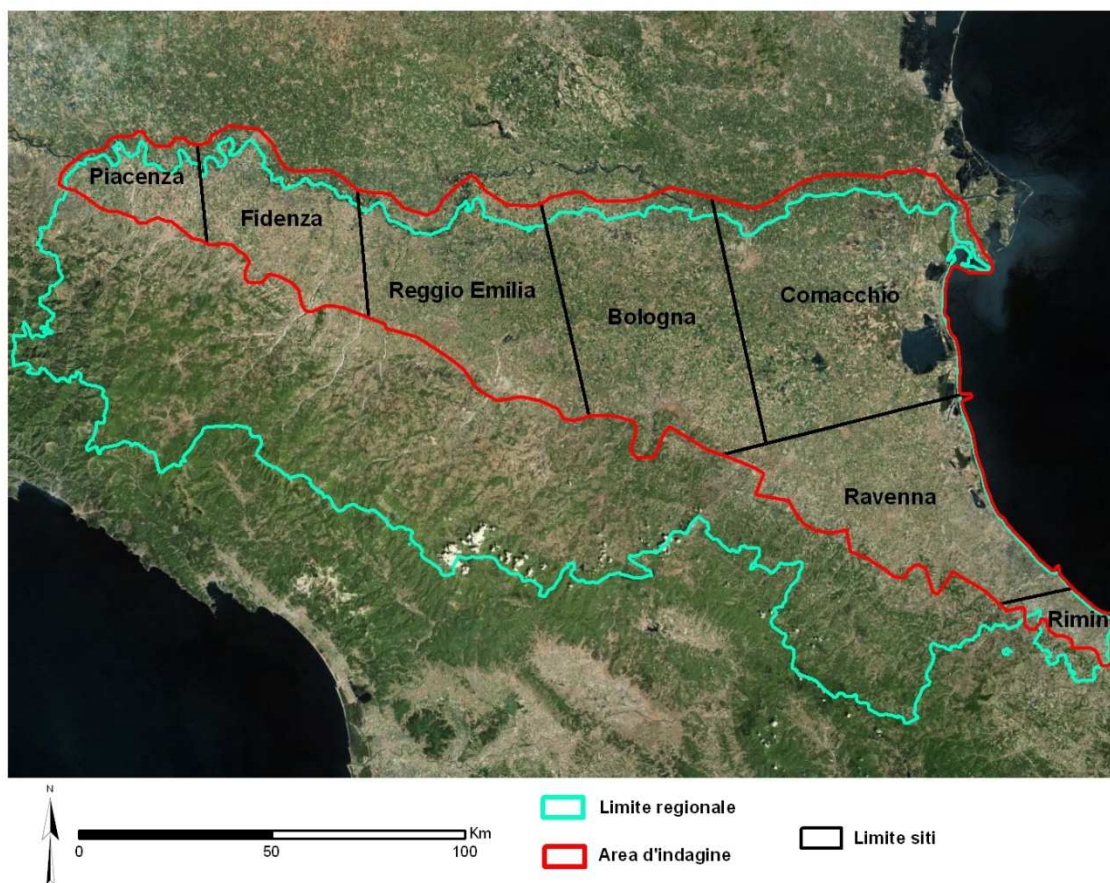 Piacenza
Fidenza
Reggio Emilia
Bologna
Comacchio
Ravenna
Rimin
N
Km
0 50 100
Limite regionale
Area d'indagine
Limite siti